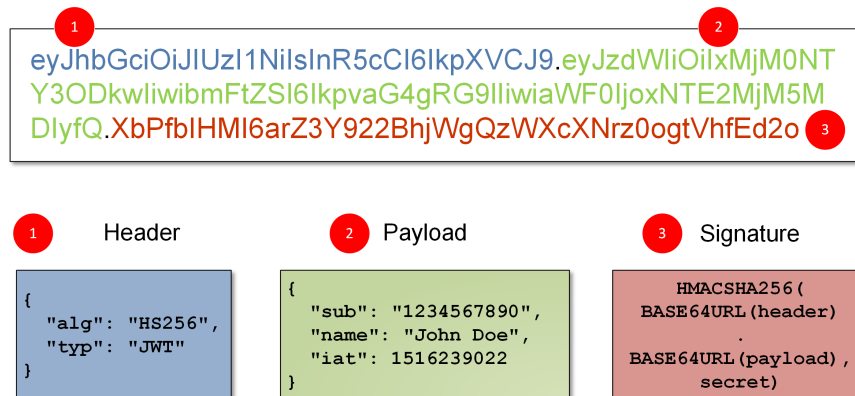 1
2
eyJhbGciOiJIUzI1NiIsInR5cCI6IkpXVCJ9.eyJzdWIiOiIxMjM0NT
Y3ODkwIiwibmFtZSI6IkpvaG4gRG9lIiwiaWF0IjoxNTE2MjM5M
DIyfQ.XbPfbIHMI6arZ3Y922BhjWgQzWXcXNrz0ogtVhfEd2o
3
1 Header
2 Payload
3 Signature
{
"alg": "HS256",
"typ": "JWT"
}
{
"sub": "1234567890",
"name": "John Doe",
"iat": 1516239022
}
HMACSHA256(
BASE64URL(header)
.
BASE64URL(payload),
secret)